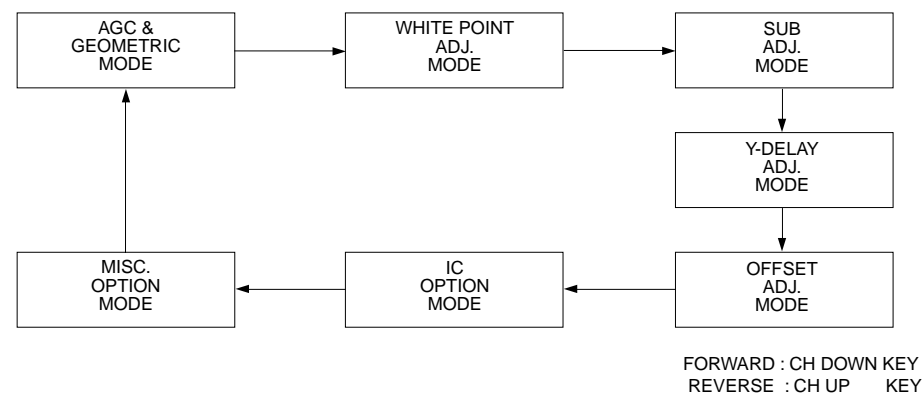 AGC &
GEOMETRIC
MODE
WHITE POINT
ADJ.
MODE
SUB
ADJ.
MODE
Y-DELAY
ADJ.
MODE
MISC.
OPTION
MODE
IC
OPTION
MODE
OFFSET
ADJ.
MODE
FORWARD : CH DOWN KEY
REVERSE : CH UP KEY